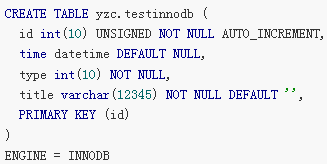 CREATE TABLE yzc.testinnodb (
id int(10) UNSIGNED NOT NULL AUTO_INCREMENT,
time datetime DEFAULT NULL,
type int(10) NOT NULL,
title varchar(12345) NOT NULL DEFAULT '',
PRIMARY KEY (id)
)
ENGINE = INNODB